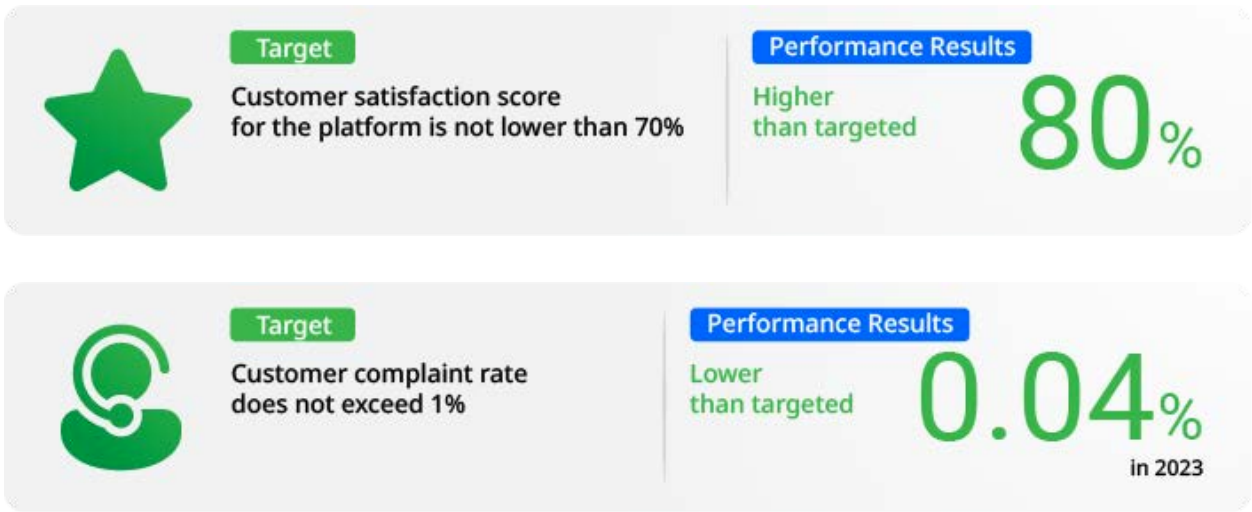 Target
Customer satisfaction score
for the platform is not lower than 70%
Performance Results
Higher
than targeted
80%
Target
Customer complaint rate
does not exceed 1%
Performance Results
Lower
than targeted
0.04%
in 2023